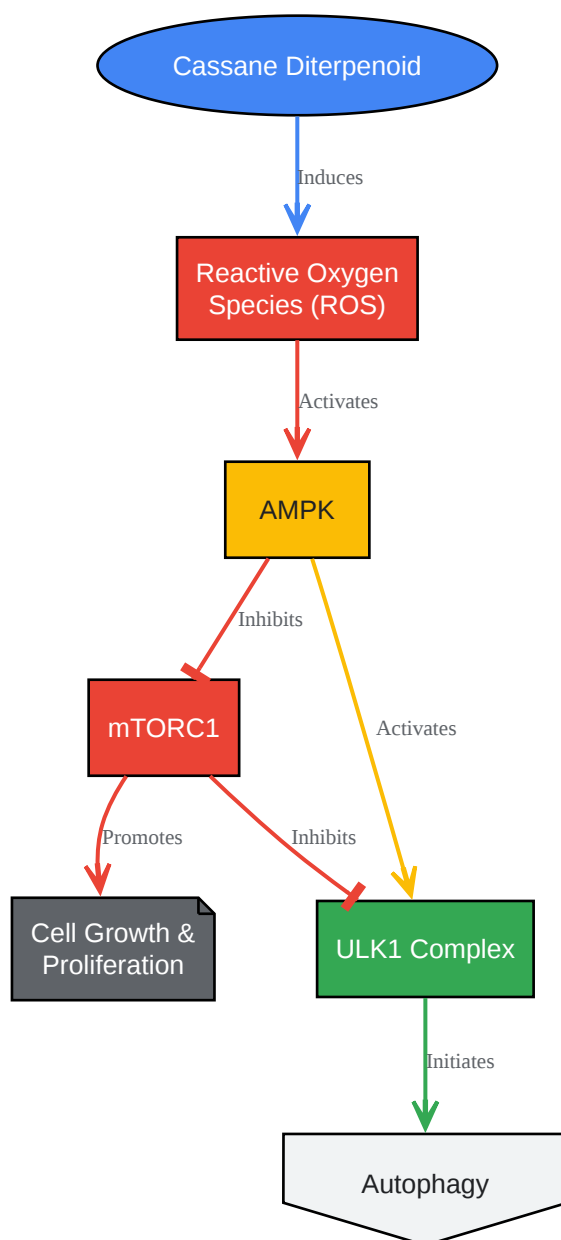 Cassane Diterpenoid
Induces
Reactive Oxygen
Species (ROS)
Activates
AMPK
Inhibits
mTORC1
Activates
Promotes
Inhibits
Cell Growth &
Proliferation
ULK1 Complex
Initiates
Autophagy